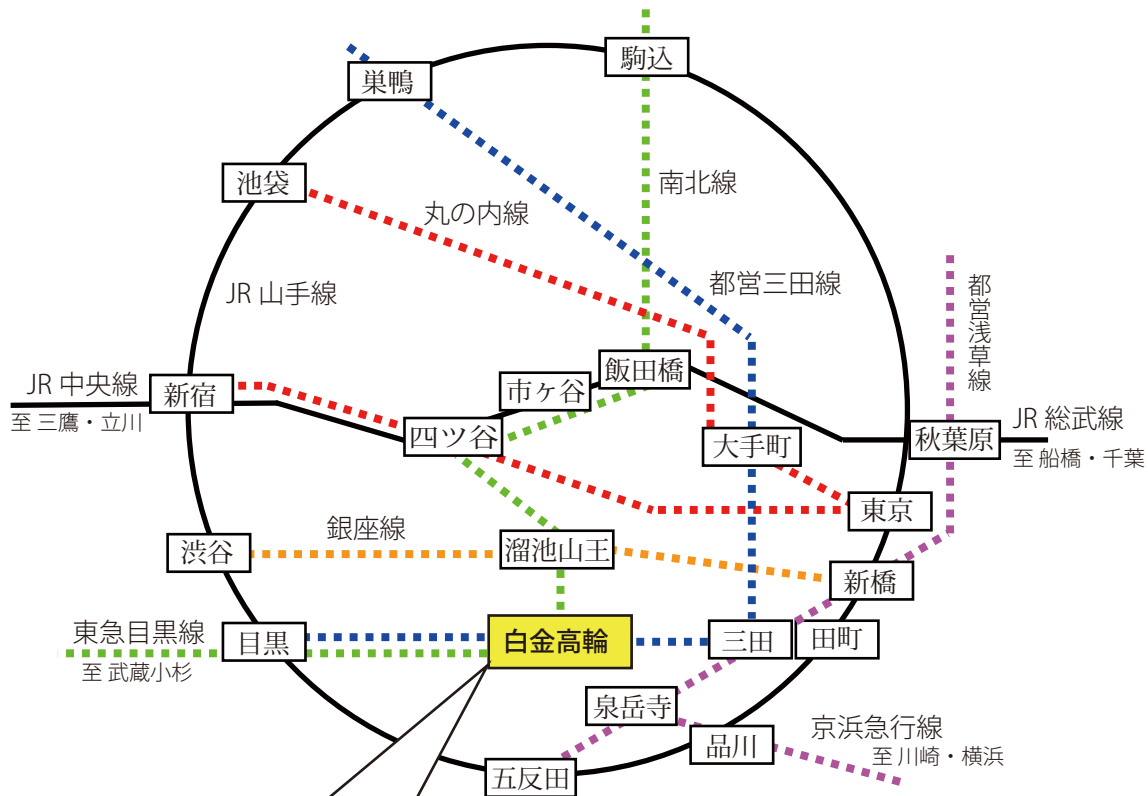 駒込
巣鴨
池袋
南北線
丸の内線
都営三田線
JR 山手線
都営浅草線
飯田橋
市ヶ谷
JR 中央線
至 三鷹・立川
新宿
四ツ谷
大手町
秋葉原
JR 総武線
至 船橋・千葉
東京
銀座線
渋谷
溜池山王
新橋
東急目黒線
至 武蔵小杉
目黒
白金高輪
三田
田町
泉岳寺
品川
京浜急行線
至 川崎・横浜
五反田